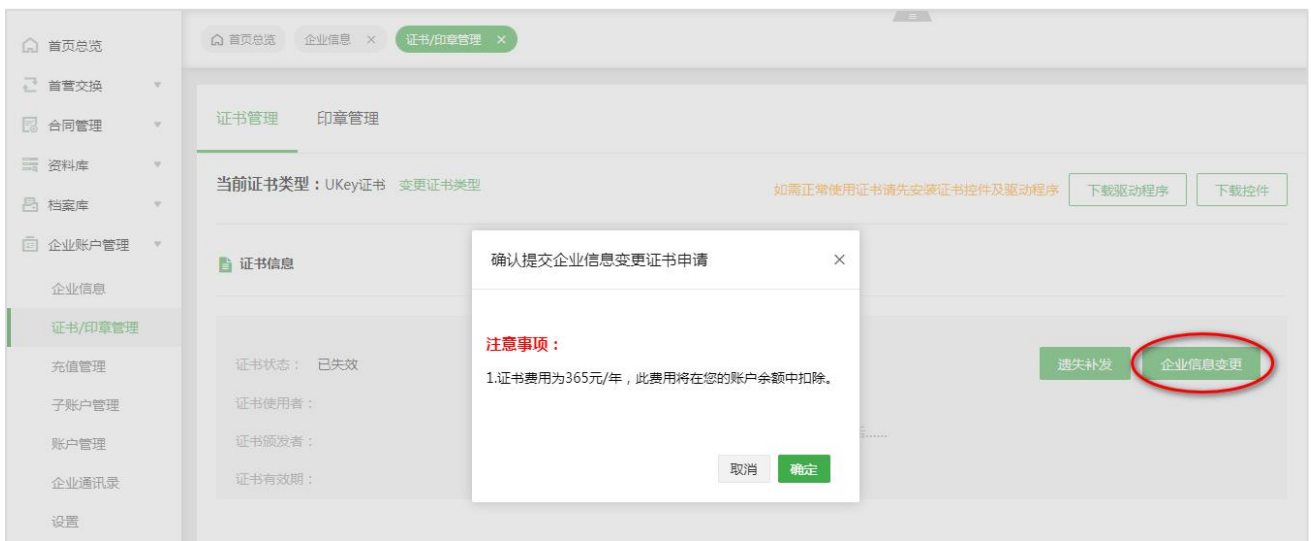 首页总览
首营交换
合同管理
资料库
档案库
企业账户管理
企业信息
证书/印章管理
充值管理
子账户管理
账户管理
企业通讯录
设置
首页总览 企业信息 × 证书/印章管理 ×
证书管理 印章管理
当前证书类型：UKey证书 变更证书类型 如需正常使用证书请先安装证书控件及驱动程序 下载驱动程序 下载控件
证书信息
证书状态： 已失效 遗失补发 企业信息变更
证书使用者：
证书颁发者：
证书有效期：
确认提交企业信息变更证书申请 ×
注意事项：
1.证书费用为365元/年，此费用将在您的账户余额中扣除。
取消 确定